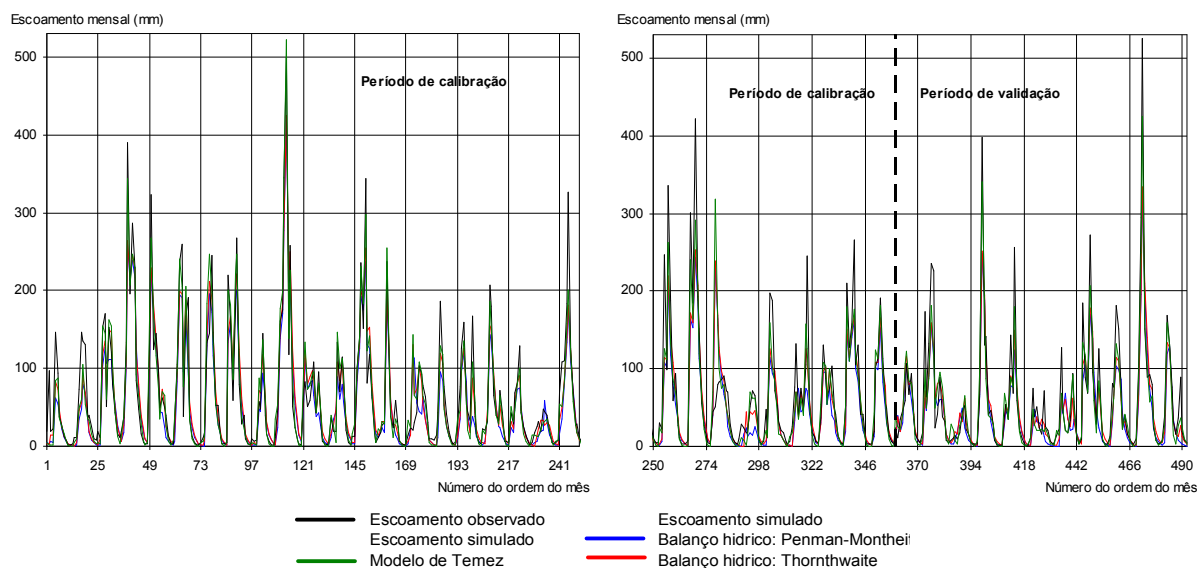 Escoamento mensal (mm)
500
400
300
200
100
0
Período de calibração
1 25 49 73 97 121 145 169 193 217 241
Número do ordem do mês
Escoamento mensal (mm)
500
400
300
200
100
0
Período de calibração
Período de validação
250 274 298 322 346 370 394 418 442 466 490
Número do ordem do mês
Escoamento observado
Escoamento simulado
Modelo de Temez
Escoamento simulado
Balanço hidrico: Penman-Montheit
Balanço hidrico: Thornthwaite